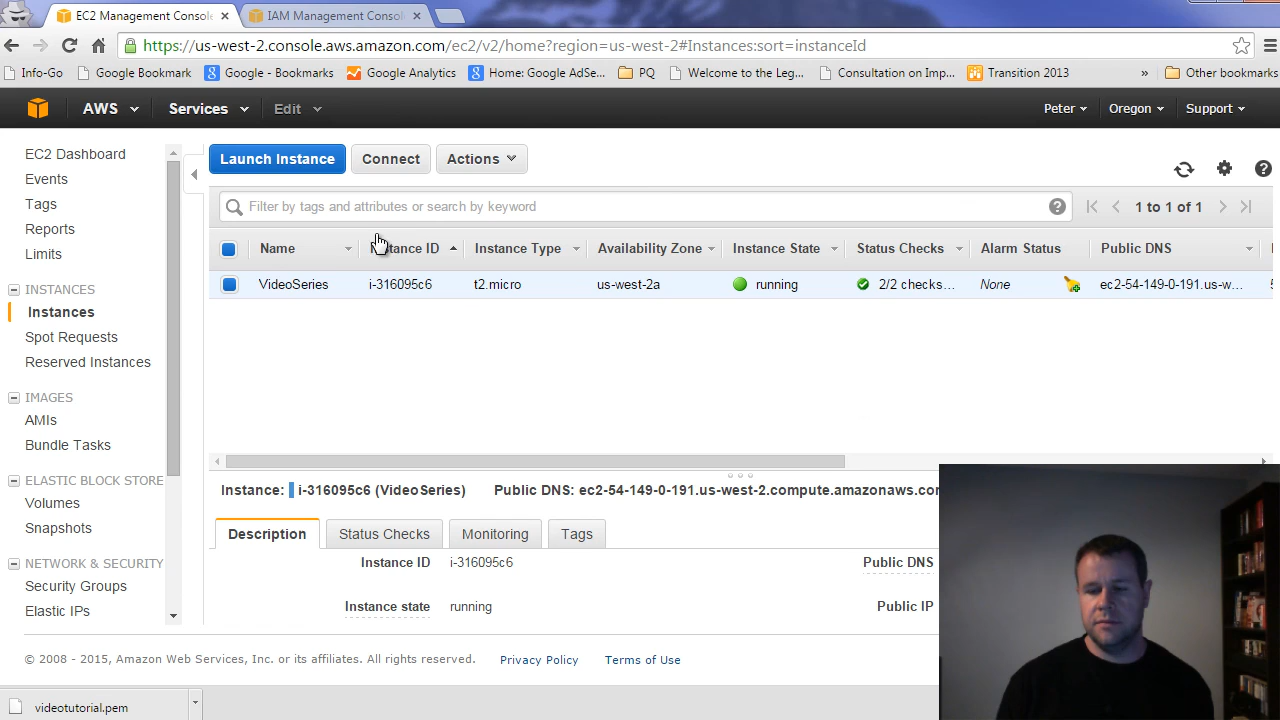 EC2 Management Consol
IAM Management Consol
https://us-west-2.console.aws.amazon.com/ec2/v2/home?region=us-west-2#Instances:sort=instanceId
Info-Go
Google Bookmark
Google Bookmarks
Google Analytics
Home: Google AdSe...
PQ
Welcome to the Leg...
Consultation on Imp...
Transition 2013
»
Other bookmarks
AWS
Services
Edit
Peter
Oregon
Support
EC2 Dashboard
Events
Tags
Reports
Limits
INSTANCES
Instances
Spot Requests
Reserved Instances
IMAGES
AMIs
Bundle Tasks
ELASTIC BLOCK STORE
Volumes
Snapshots
NETWORK & SECURITY
Security Groups
Elastic IPs
Launch Instance
Connect
Actions
Filter by tags and attributes or search by keyword
1 to 1 of 1
Name
Instance ID
Instance Type
Availability Zone
Instance State
Status Checks
Alarm Status
Public DNS
VideoSeries
i-316095c6
t2.micro
us-west-2a
running
2/2 checks...
None
ec2-54-149-0-191.us-w...
Instance: i-316095c6 (VideoSeries)
Public DNS: ec2-54-149-0-191.us-west-2.compute.amazonaws.co
Description
Status Checks
Monitoring
Tags
Instance ID
i-316095c6
Public DNS
Instance state
running
Public IP
© 2008 - 2015, Amazon Web Services, Inc. or its affiliates. All rights reserved.
Privacy Policy
Terms of Use
videotutorial.pem